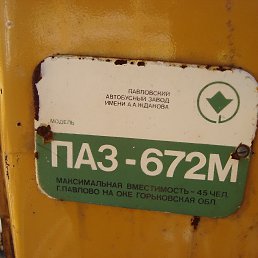 ПАВЛОВСКИЙ
АВТОБУСНЫЙ ЗАВОД
ИМЕНИ А.А.ЖДАНОВА
МОДЕЛЬ
ПАЗ-672М
МАКСИМАЛЬНАЯ ВМЕСТИМОСТЬ-45 ЧЕЛ.
Г.ПАВЛОВО НА ОКЕ ГОРЬКОВСКАЯ ОБЛ.